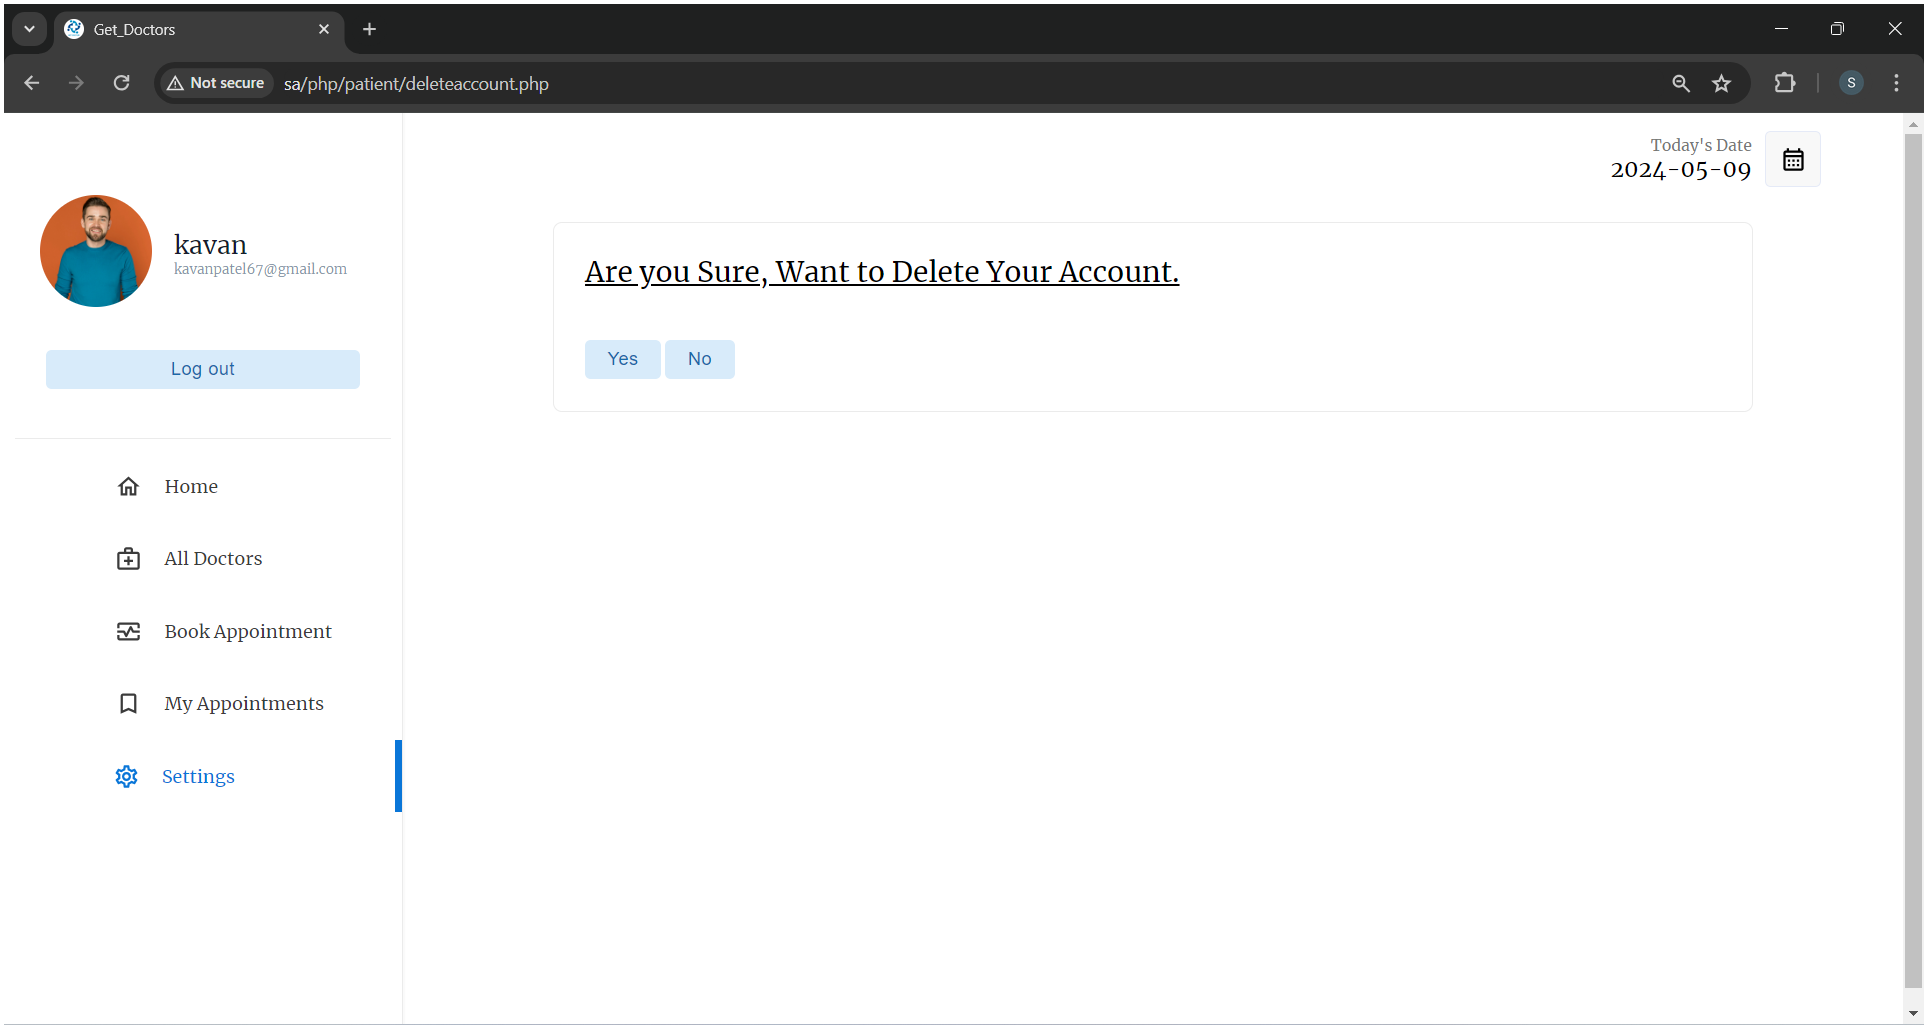 Get_Doctors
Not secure
sa/php/patient/deleteaccount.php
S
Today's Date
2024-05-09
kavan
kavanpatel67@gmail.com
Log out
Home
All Doctors
Book Appointment
My Appointments
Settings
Are you Sure, Want to Delete Your Account.
Yes
No